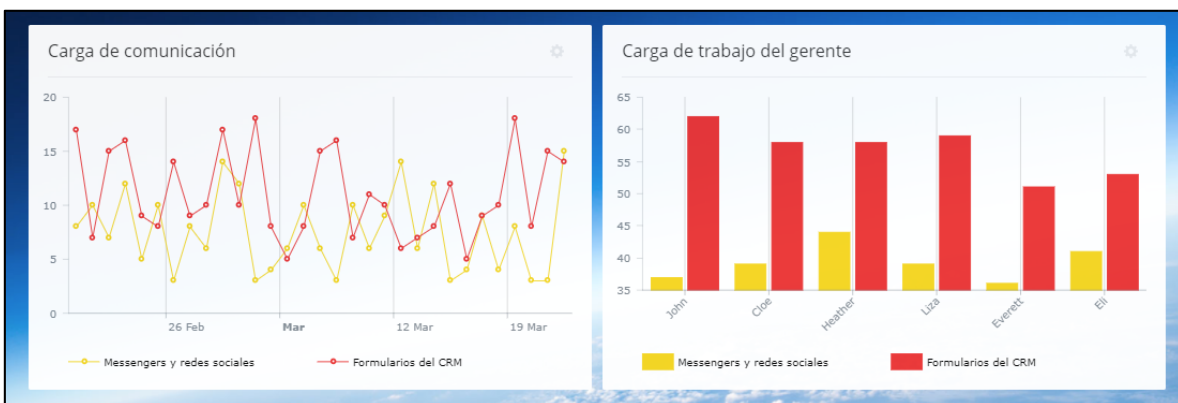 Carga de comunicación
20
15
10
5
0
26 Feb
Mar
12 Mar
19 Mar
Messengers y redes sociales
Formularios del CRM
Carga de trabajo del gerente
65
60
55
50
45
40
35
John
Cloe
Heather
Liza
Everett
Eli
Messengers y redes sociales
Formularios del CRM